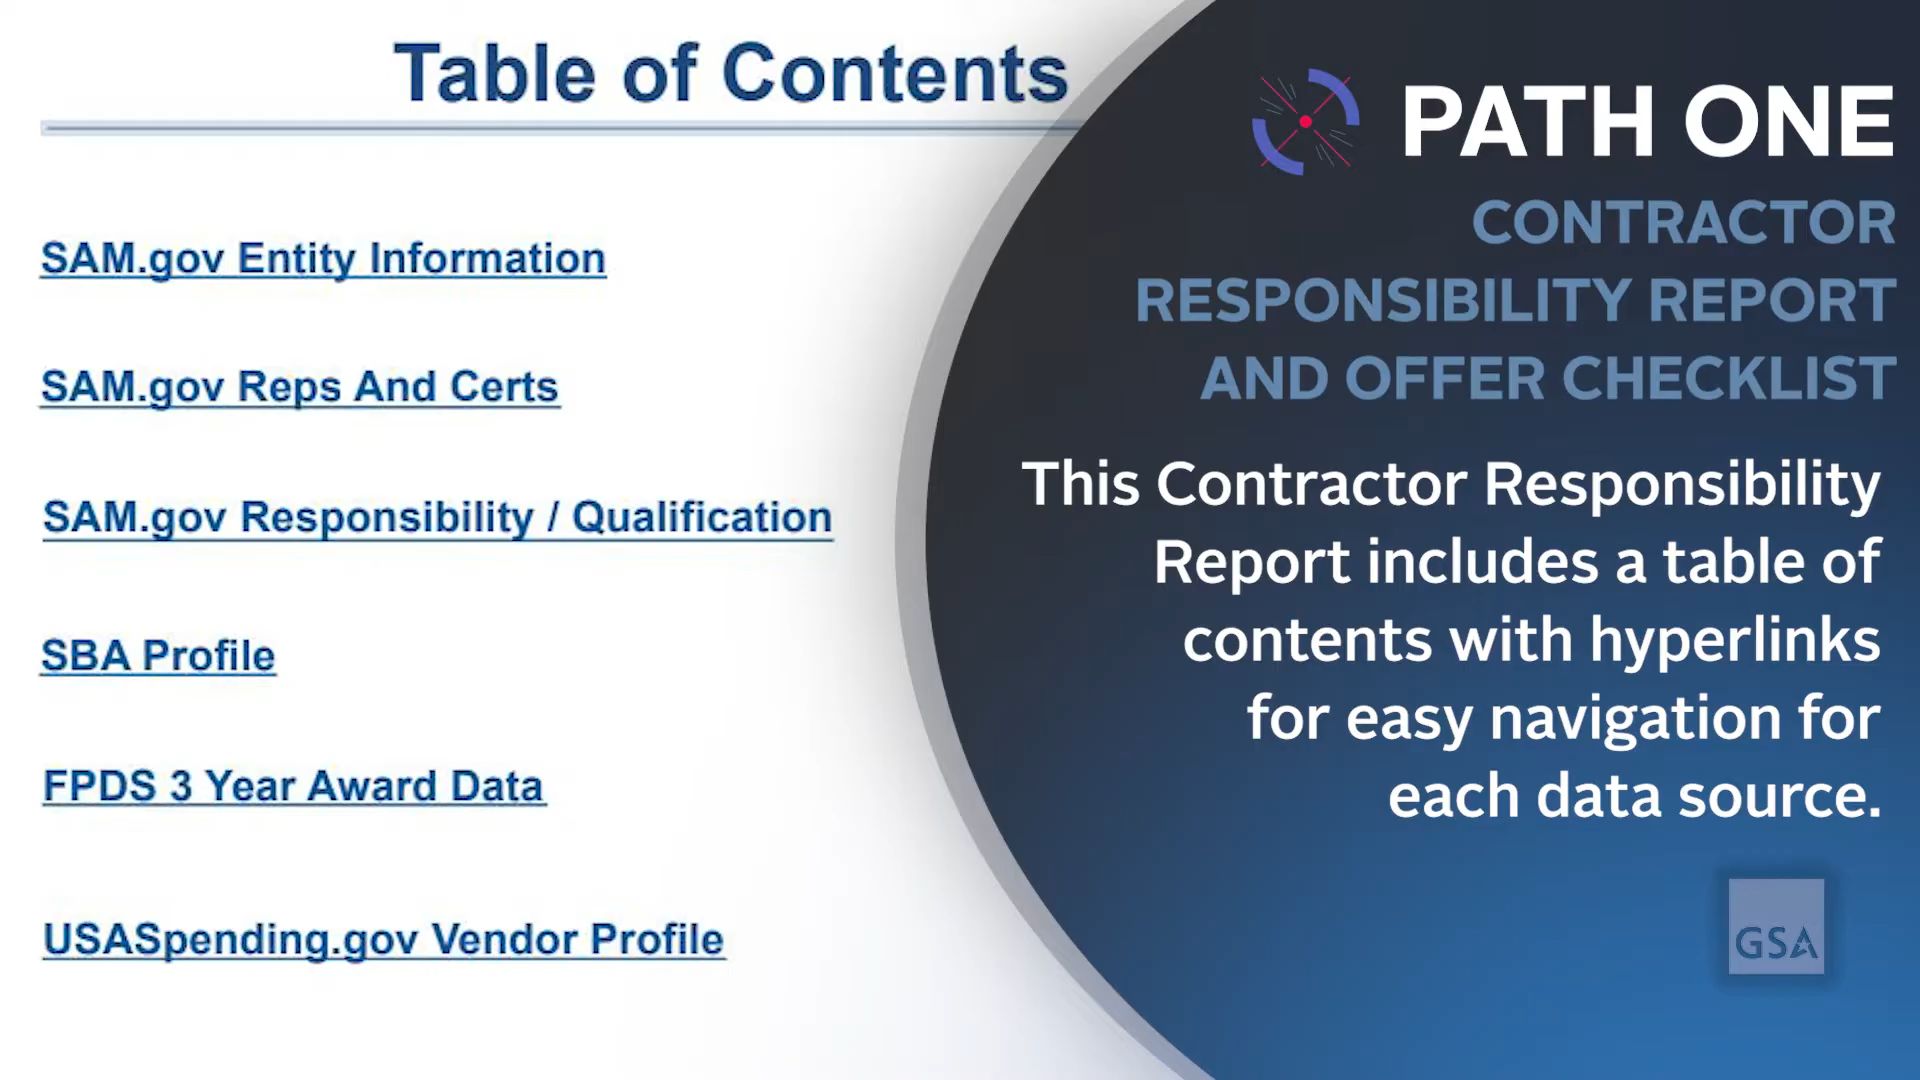 Table of Contents
SAM.gov Entity Information
SAM.gov Reps And Certs
SAM.gov Responsibility / Qualification
SBA Profile
FPDS 3 Year Award Data
USASpending.gov Vendor Profile
PATH ONE
CONTRACTOR
RESPONSIBILITY REPORT
AND OFFER CHECKLIST
This Contractor Responsibility
Report includes a table of
contents with hyperlinks
for easy navigation for
each data source.
GSA